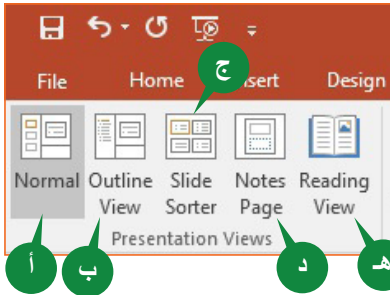 File Home Insert Design
ج
Normal Outline View Slide Sorter Notes Page Reading View
Presentation Views
أ ب د هـ